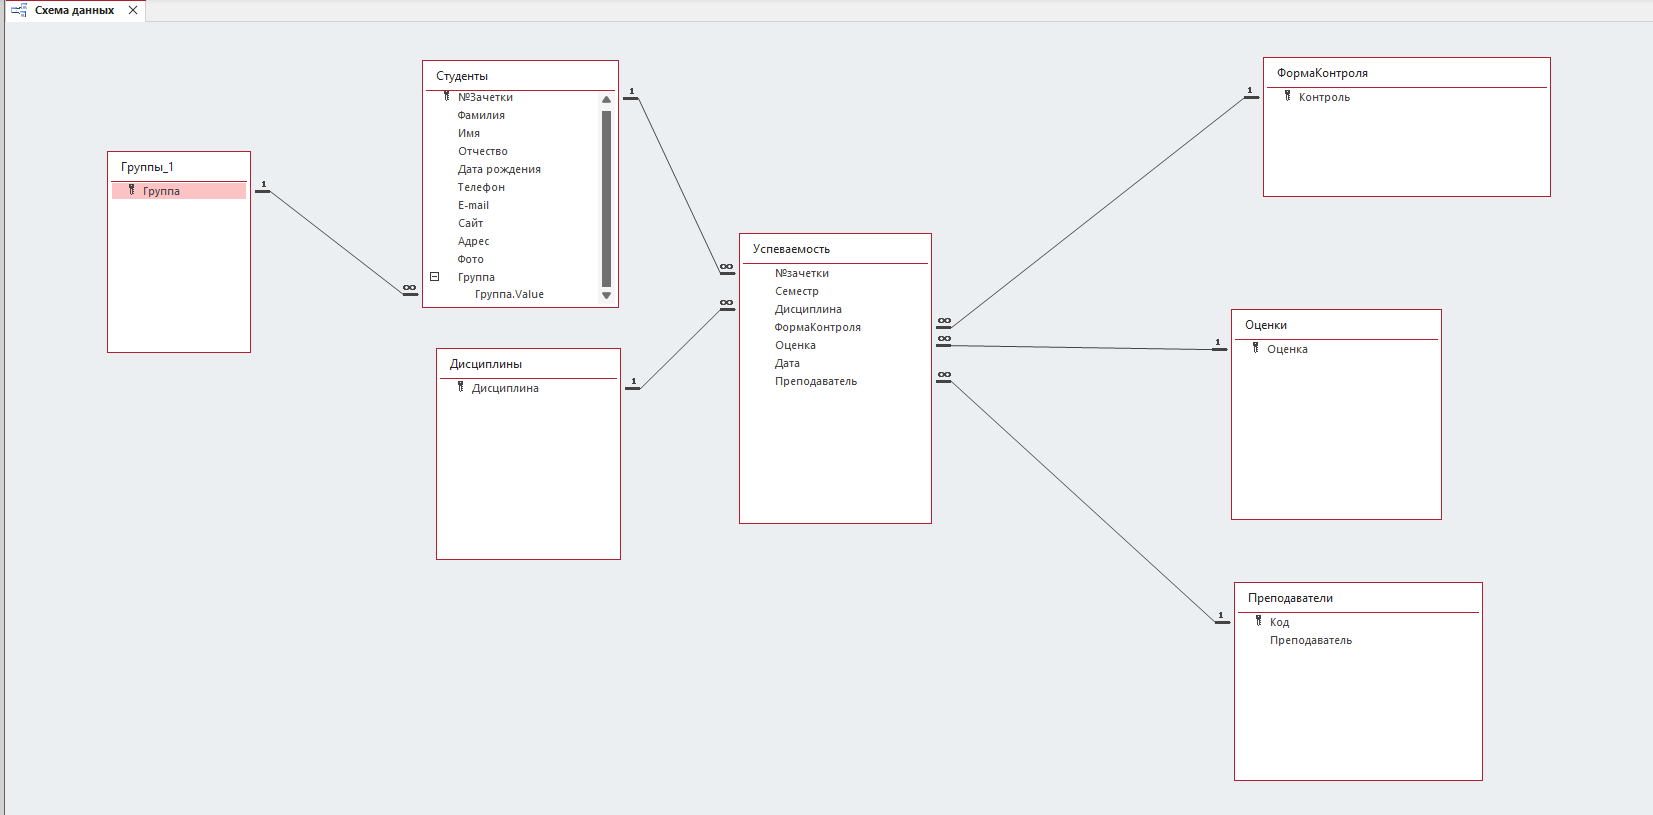 Схема данных
Группы_1
Группа
1
∞
Студенты
№Зачетки
Фамилия
Имя
Отчество
Дата рождения
Телефон
E-mail
Сайт
Адрес
Фото
Группа
Группа.Value
1
∞
Дисциплины
Дисциплина
1
∞
Успеваемость
№зачетки
Семестр
Дисциплина
ФормаКонтроля
Оценка
Дата
Преподаватель
∞
∞
∞
1
ФормаКонтроля
Контроль
1
Оценки
Оценка
1
Преподаватели
Код
Преподаватель